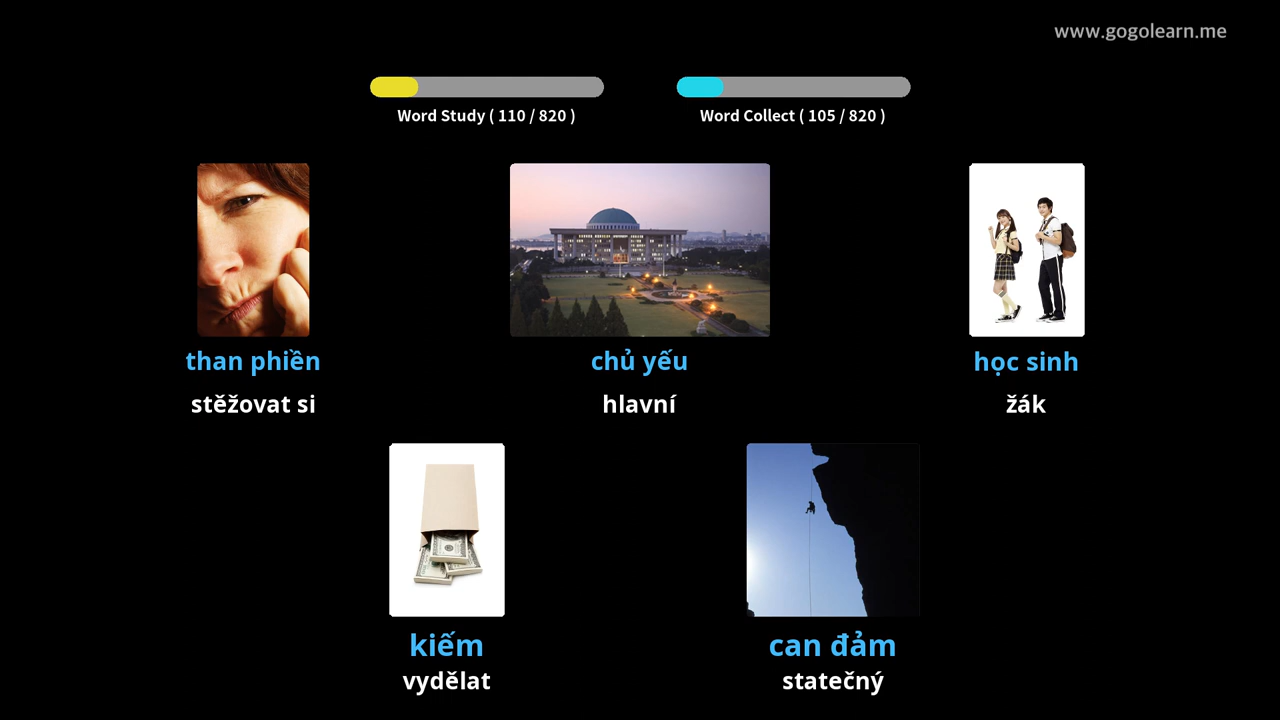 www.gogolearn.me
Word Study ( 110 / 820 )
Word Collect ( 105 / 820 )
than phiền
chủ yếu
học sinh
stěžovat si
hlavní
žák
kiếm
can đảm
vydělat
statečný